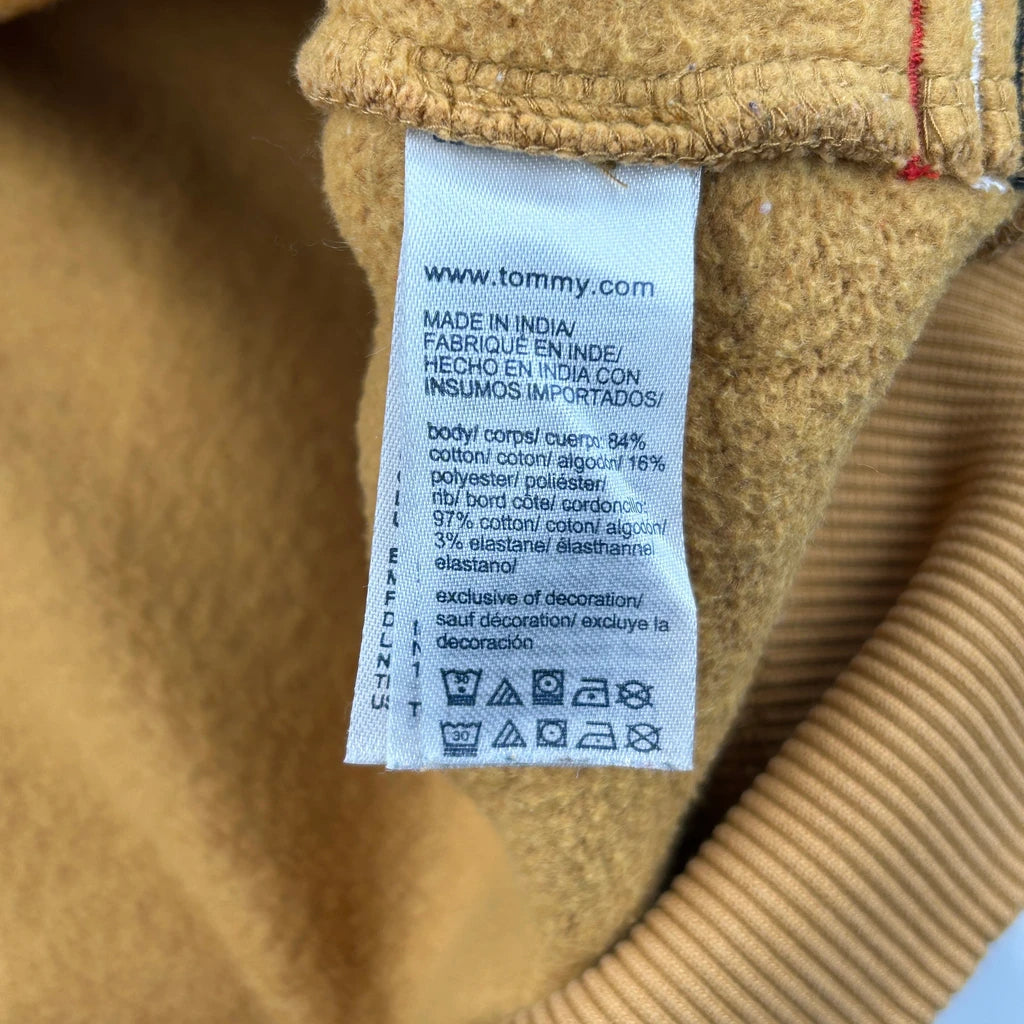 www.tommy.com
MADE IN INDIA/
FABRIQUÉ EN INDE/
HECHO EN INDIA CON
INSUMOS IMPORTADOS/
body/ corps/ cuerpo: 84%
cotton/ coton/ algodón/ 16%
polyester/ poliéster/
rib/ bord côte/ cordoncillo:
97% cotton/ coton/ algodón/
3% elastane/ élasthanne/
elastano/
exclusive of decoration/
sauf décoration/ excluye la
decoración
30